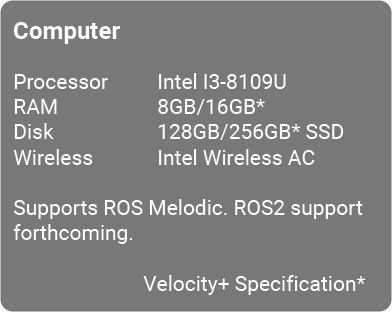 Computer
Processor Intel I3-8109U
RAM 8GB/16GB*
Disk 128GB/256GB* SSD
Wireless Intel Wireless AC
Supports ROS Melodic. ROS2 support
forthcoming.
Velocity+ Specification*